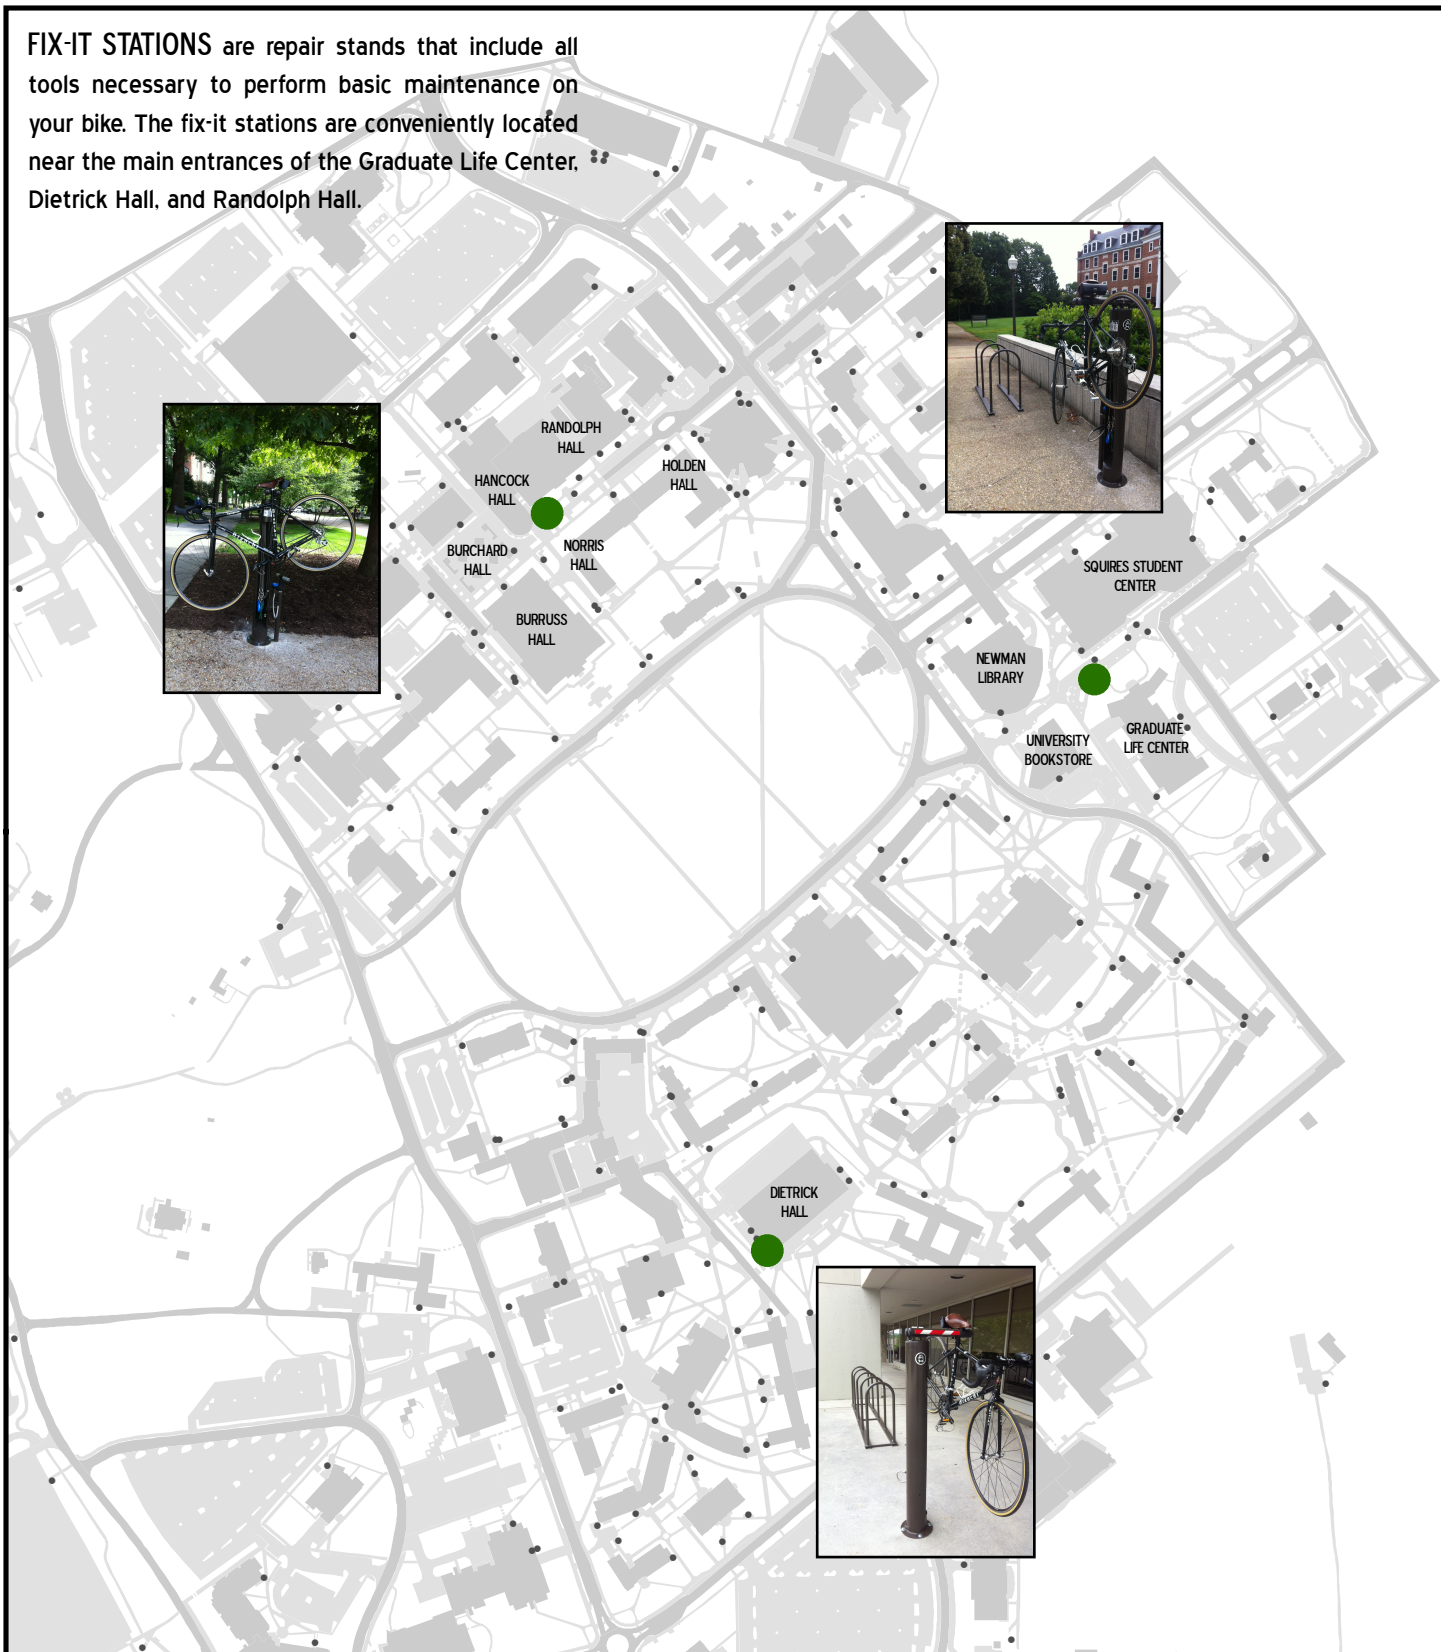 FIX-IT STATIONS are repair stands that include all
tools necessary to perform basic maintenance on
your bike. The fix-it stations are conveniently located
near the main entrances of the Graduate Life Center,
Dietrick Hall, and Randolph Hall.
RANDOLPH
HALL
HOLDEN
HALL
HANCOCK
HALL
BURCHARD
HALL
NORRIS
HALL
BURRUSS
HALL
SQUIRES STUDENT
CENTER
NEWMAN
LIBRARY
UNIVERSITY
BOOKSTORE
GRADUATE
LIFE CENTER
DIETRICK
HALL